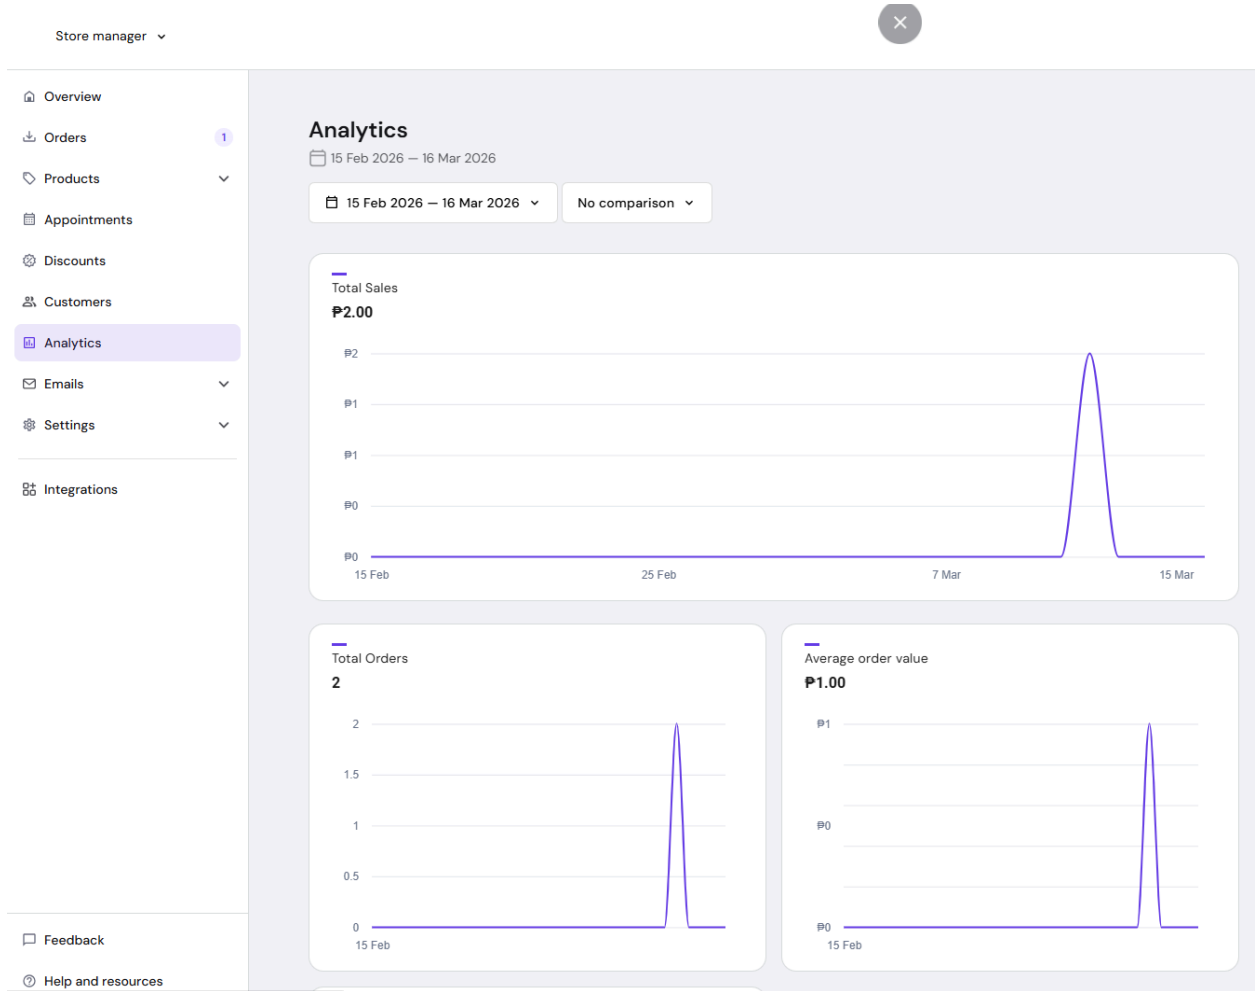 Store manager
Overview
Orders 1
Products
Appointments
Discounts
Customers
Analytics
Emails
Settings
Integrations
Feedback
Help and resources
Analytics
15 Feb 2026 — 16 Mar 2026
15 Feb 2026 — 16 Mar 2026 No comparison
Total Sales
₱2.00
₱2
₱1
₱1
₱0
₱0
15 Feb 25 Feb 7 Mar 15 Mar
Total Orders
2
2
1.5
1
0.5
0
15 Feb
Average order value
₱1.00
₱1
₱0
₱0
15 Feb